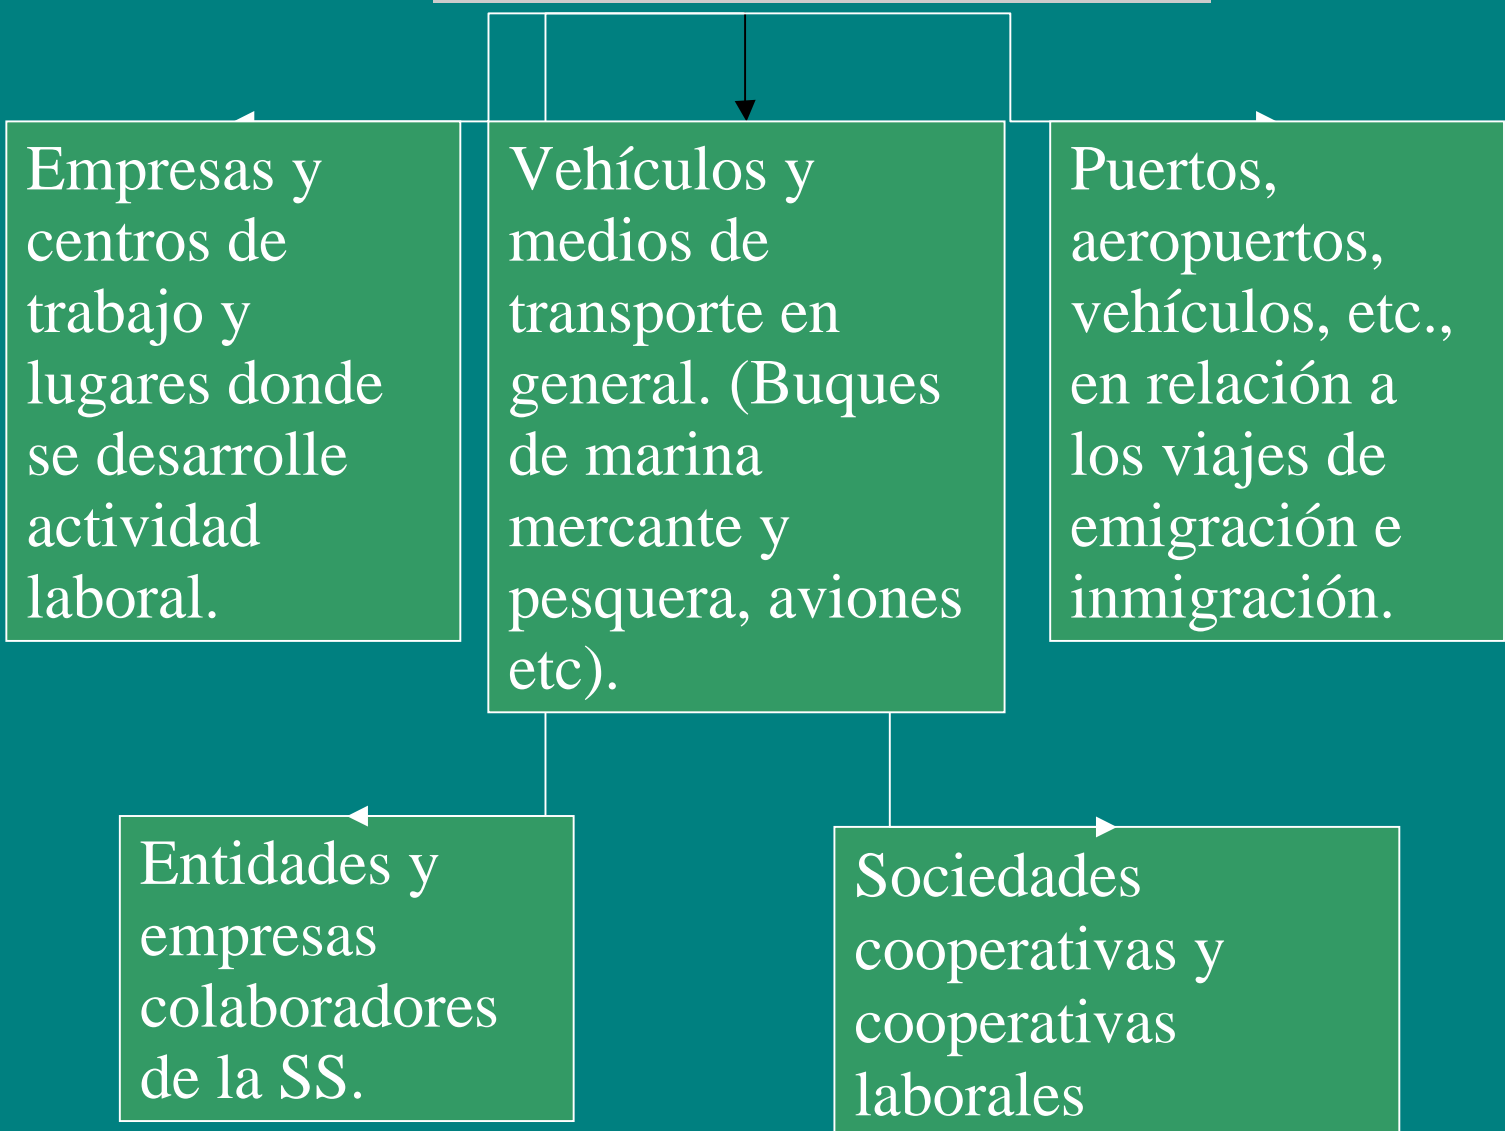 Empresas y
centros de
trabajo y
lugares donde
se desarrolle
actividad
laboral.
Vehículos y
medios de
transporte en
general. (Buques
de marina
mercante y
pesquera, aviones
etc).
Puertos,
aeropuertos,
vehículos, etc.,
en relación a
los viajes de
emigración e
inmigración.
Entidades y
empresas
colaboradores
de la SS.
Sociedades
cooperativas y
cooperativas
laborales